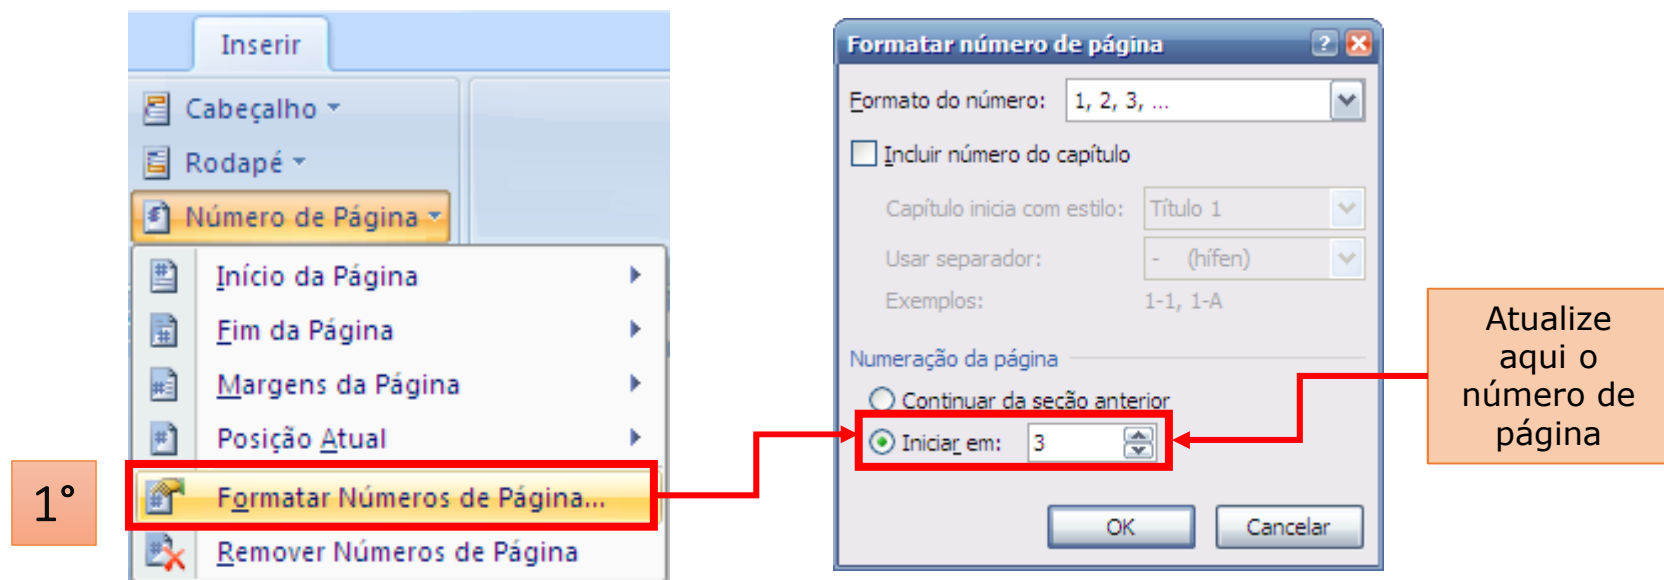 Inserir
Cabeçalho
Rodapé
Número de Página
Início da Página
Fim da Página
Margens da Página
Posição Atual
1°
Formatar Números de Página...
Remover Números de Página
Formatar número de página
Formato do número: 1, 2, 3, ...
Incluir número do capítulo
Capítulo inicia com estilo: Título 1
Usar separador: - (hífen)
Exemplos: 1-1, 1-A
Numeração da página
Continuar da seção anterior
Iniciar em: 3
OK Cancelar
Atualize
aqui o
número de
página